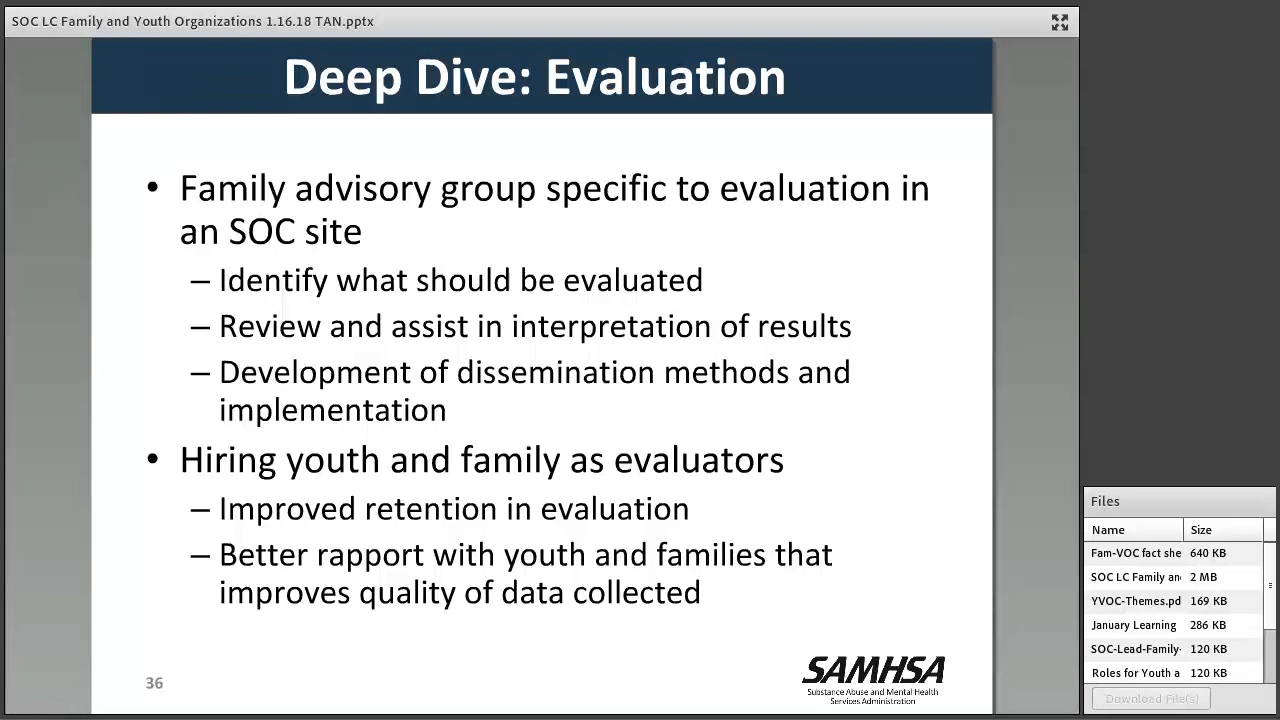 SOC LC Family and Youth Organizations 1.16.18 TAN.pptx
Deep Dive: Evaluation
• Family advisory group specific to evaluation in
an SOC site
– Identify what should be evaluated
– Review and assist in interpretation of results
– Development of dissemination methods and
implementation
• Hiring youth and family as evaluators
– Improved retention in evaluation
– Better rapport with youth and families that
improves quality of data collected
36
SAMHSA
Substance Abuse and Mental Health
Services Administration
Files
Name Size
Fam-VOC fact she 640 KB
SOC LC Family an 2 MB
YVOC-Themes.pd 169 KB
January Learning 286 KB
SOC-Lead-Family- 120 KB
Roles for Youth a 120 KB
Download File(s)